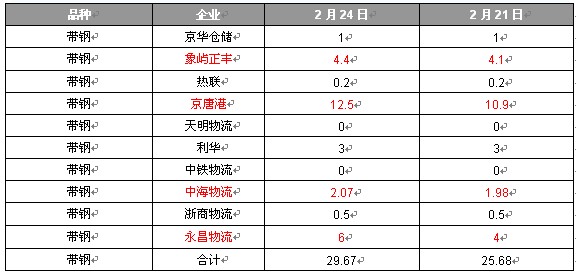 品种 企业 2月24日 2月21日
带钢 京华仓储 1 1
带钢 象屿正丰 4.4 4.1
带钢 热联 0.2 0.2
带钢 京唐港 12.5 10.9
带钢 天明物流 0 0
带钢 利华 3 3
带钢 中铁物流 0 0
带钢 中海物流 2.07 1.98
带钢 浙商物流 0.5 0.5
带钢 永昌物流 6 4
带钢 合计 29.67 25.68